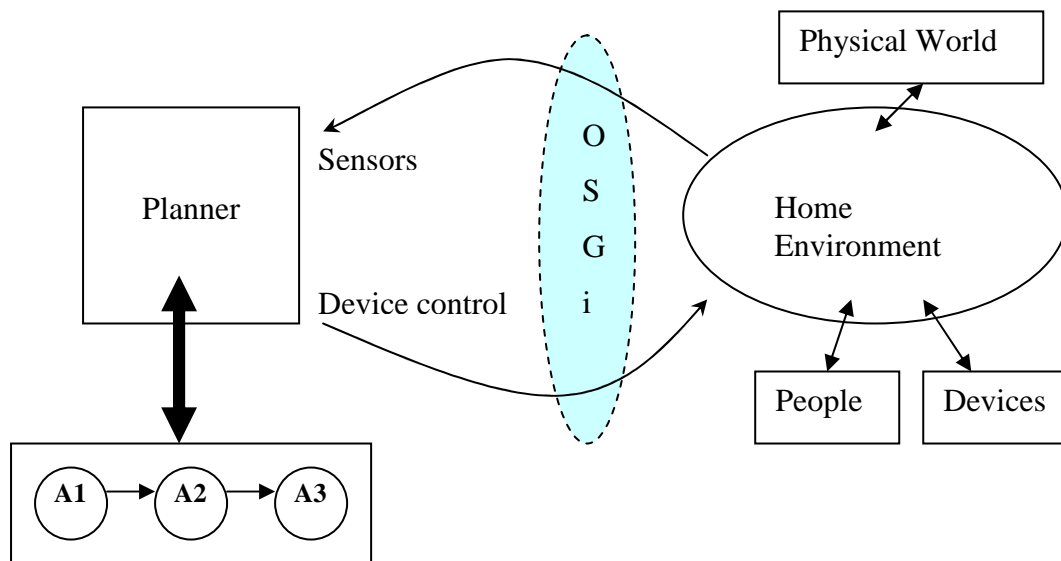 Physical World
O
S
G
i
Sensors
Planner
Home
Environment
Device control
People
Devices
A1
A2
A3